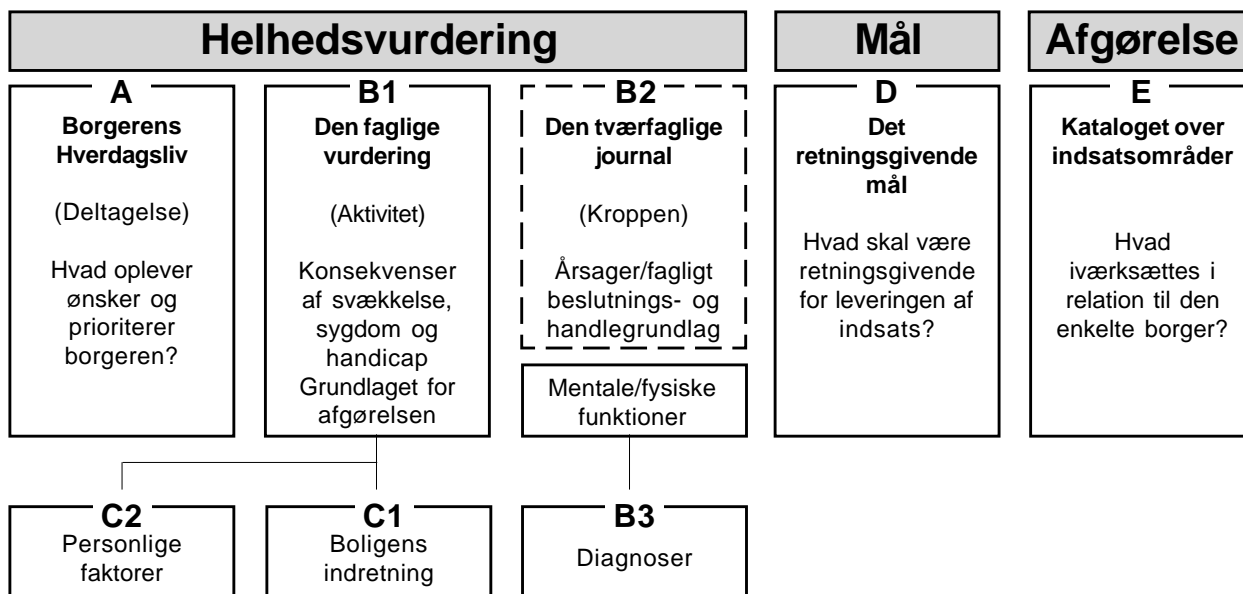 Helhedsvurdering
Mål
Afgørelse
A
Borgerens
Hverdagsliv
(Deltagelse)
Hvad oplever
ønsker og
prioriterer
borgeren?
B1
Den faglige
vurdering
(Aktivitet)
Konsekvenser
af svækkelse,
sygdom og
handicap
Grundlaget for
afgørelsen
B2
Den tværfaglige
journal
(Kroppen)
Årsager/fagligt
beslutnings- og
handlegrundlag
Mentale/fysiske
funktioner
D
Det
retningsgivende
mål
Hvad skal være
retningsgivende
for leveringen af
indsats?
E
Kataloget over
indsatsområder
Hvad
iværksættes i
relation til den
enkelte borger?
C2
Personlige
faktorer
C1
Boligens
indretning
B3
Diagnoser